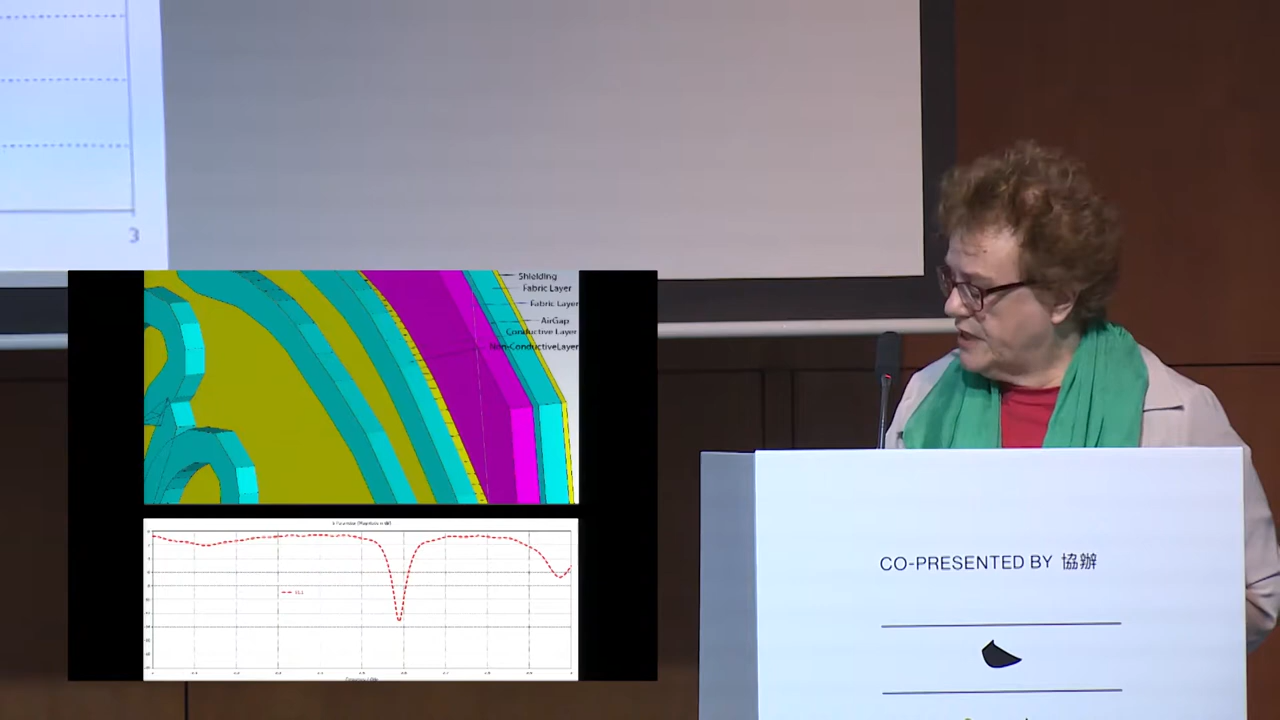 3
Shielding
Fabric Layer
Fabric Layer
AirGap
Conductive Layer
Non-ConductiveLayer
CO-PRESENTED BY 協辦